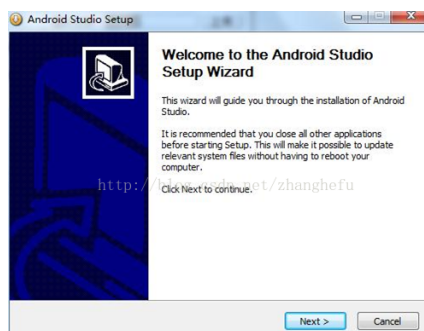 Android Studio Setup
Welcome to the Android Studio
Setup Wizard
This wizard will guide you through the installation of Android
Studio.
It is recommended that you close all other applications
before starting Setup. This will make it possible to update
relevant system files without having to reboot your
computer.
http://blog.csdn.net/zhanghefu
Click Next to continue.
Next >
Cancel